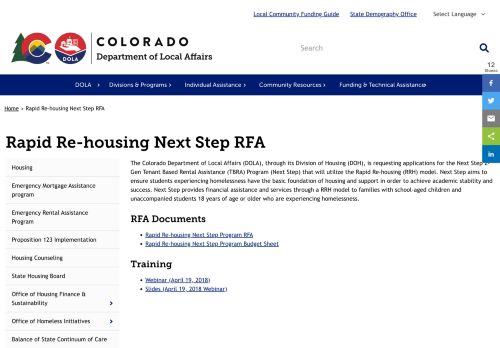 Local Community Funding Guide
State Demography Office
Select Language
COLORADO
Department of Local Affairs
DOLA
Search
DOLA
Divisions & Programs
Individual Assistance
Community Resources
Funding & Technical Assistance
12
Shares
Home > Rapid Re-housing Next Step RFA
Rapid Re-housing Next Step RFA
Housing
Emergency Mortgage Assistance
program
Emergency Rental Assistance
Program
Proposition 123 Implementation
Housing Counseling
State Housing Board
Office of Housing Finance &
Sustainability
Office of Homeless Initiatives
Balance of State Continuum of Care
The Colorado Department of Local Affairs (DOLA), through its Division of Housing (DOH), is requesting applications for the Next Step 2-
Gen Tenant Based Rental Assistance (TBRA) Program (Next Step) that will utilize the Rapid Re-housing (RRH) model. Next Step aims to
ensure students experiencing homelessness have the basic foundation of housing and support in order to achieve academic stability and
success. Next Step provides financial assistance and services through a RRH model to families with school-aged children and
unaccompanied students 18 years of age or older who are experiencing homelessness.
RFA Documents
Rapid Re-housing Next Step Program RFA
Rapid Re-housing Next Step Program Budget Sheet
Training
Webinar (April 19, 2018)
Slides (April 19, 2018 Webinar)